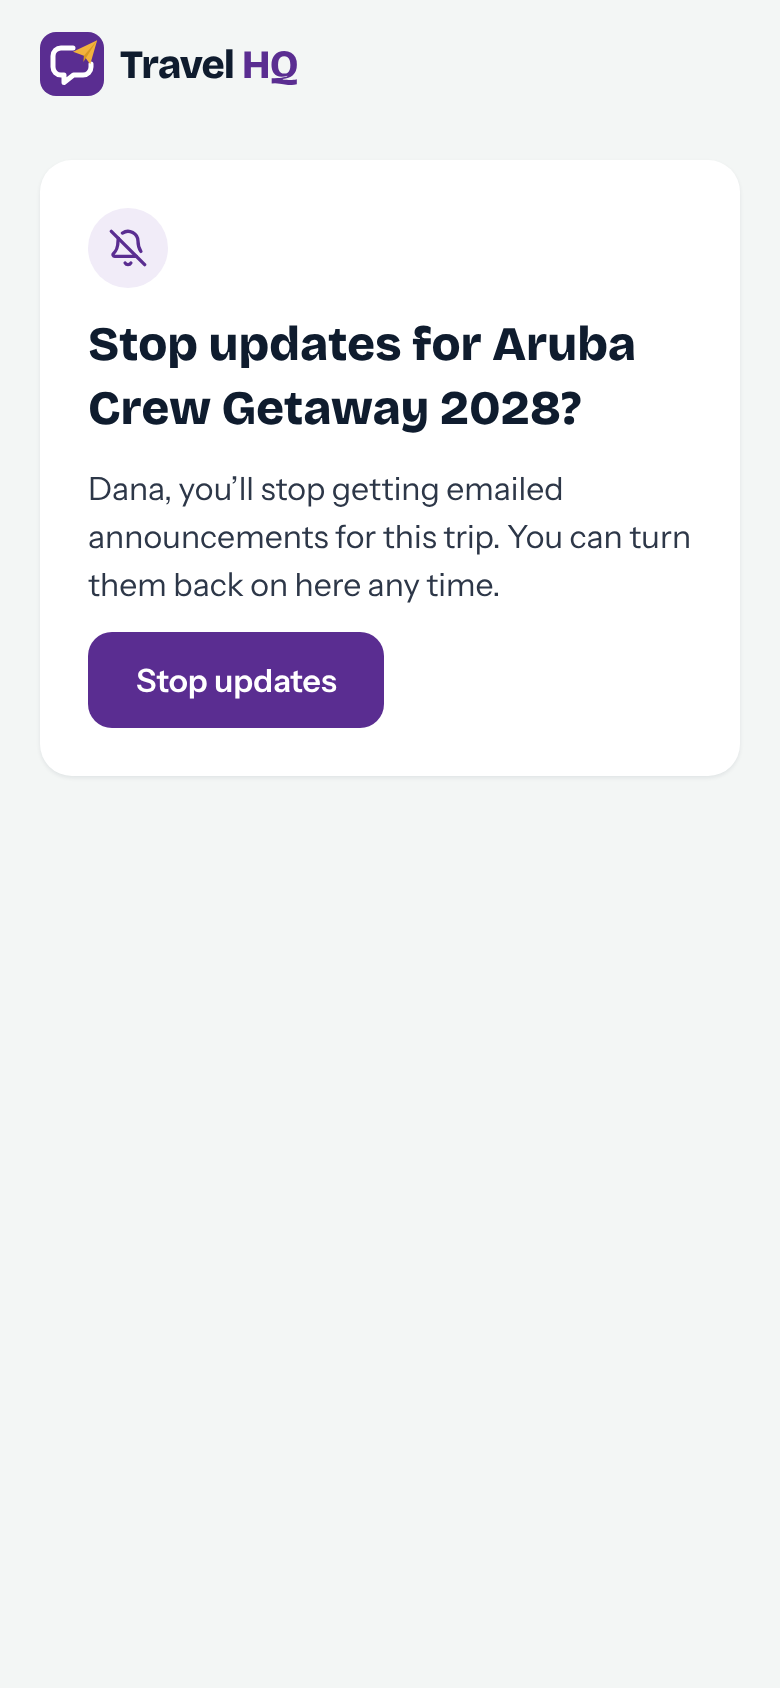 Travel HQ
Stop updates for Aruba
Crew Getaway 2028?
Dana, you’ll stop getting emailed
announcements for this trip. You can turn
them back on here any time.
Stop updates